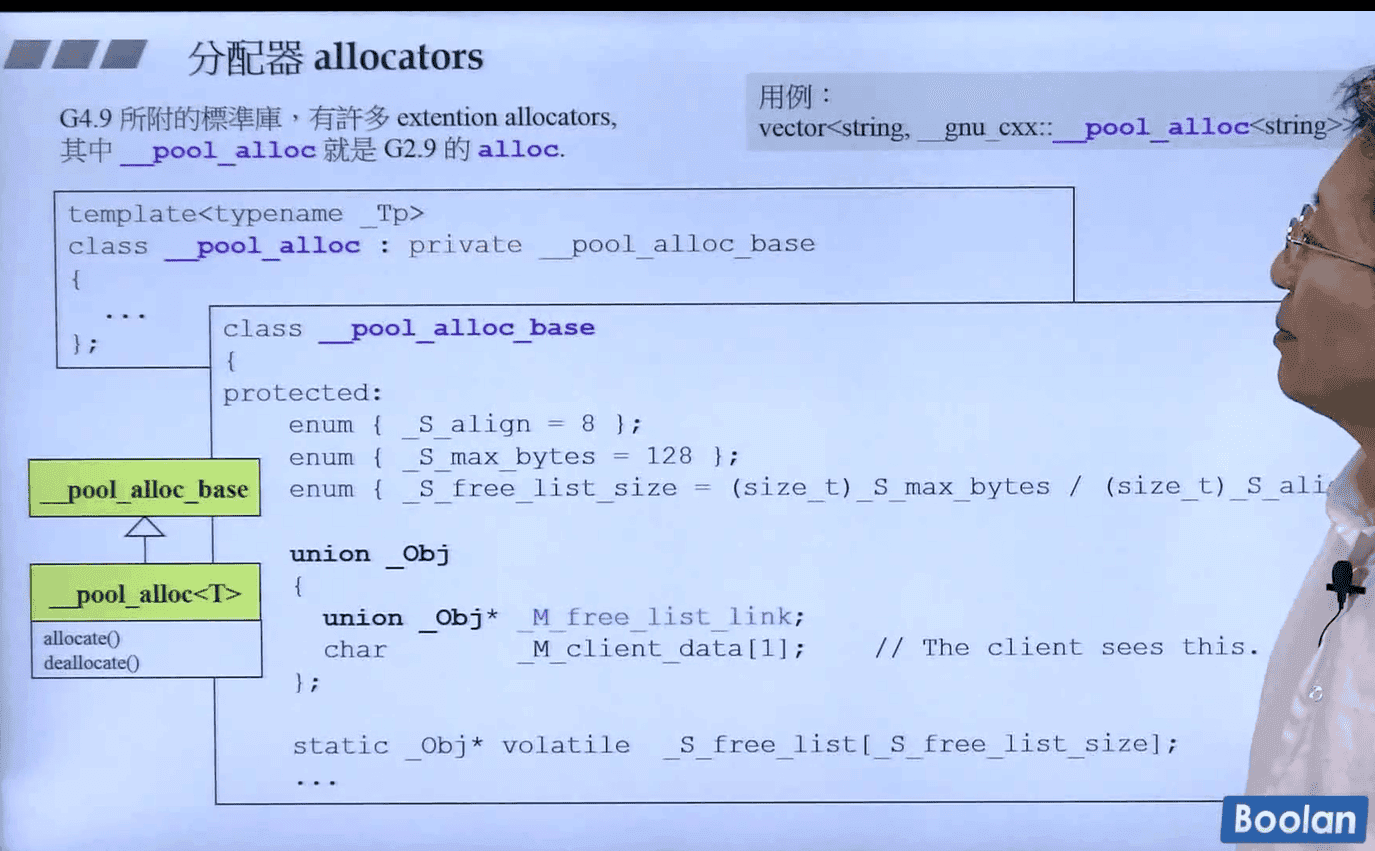 分配器 allocators
G4.9 所附的標準庫，有許多 extention allocators,
其中 __pool_alloc 就是 G2.9 的 alloc.
用例：
vector<string, __gnu_cxx::__pool_alloc<string>>
template<typename _Tp>
class __pool_alloc : private __pool_alloc_base
{
...
};
class __pool_alloc_base
{
protected:
enum { _S_align = 8 };
enum { _S_max_bytes = 128 };
enum { _S_free_list_size = (size_t)_S_max_bytes / (size_t)
union _Obj
{
union _Obj* _M_free_list_link;
char _M_client_data[1]; // The client sees this.
};
static _Obj* volatile _S_free_list[_S_free_list_size];
...
__pool_alloc_base
__pool_alloc<T>
allocate()
deallocate()
Boolan